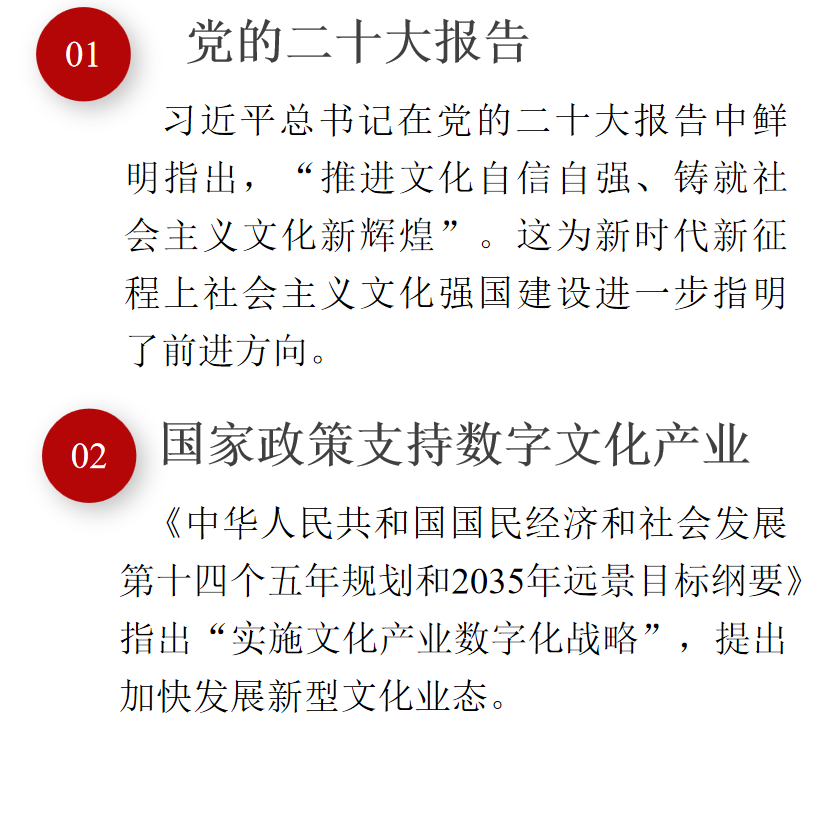 01
党的二十大报告
习近平总书记在党的二十大报告中鲜
明指出，“推进文化自信自强、铸就社
会主义文化新辉煌”。这为新时代新征
程上社会主义文化强国建设进一步指明
了前进方向。
02
国家政策支持数字文化产业
《中华人民共和国国民经济和社会发展
第十四个五年规划和2035年远景目标纲要》
指出“实施文化产业数字化战略”，提出
加快发展新型文化业态。